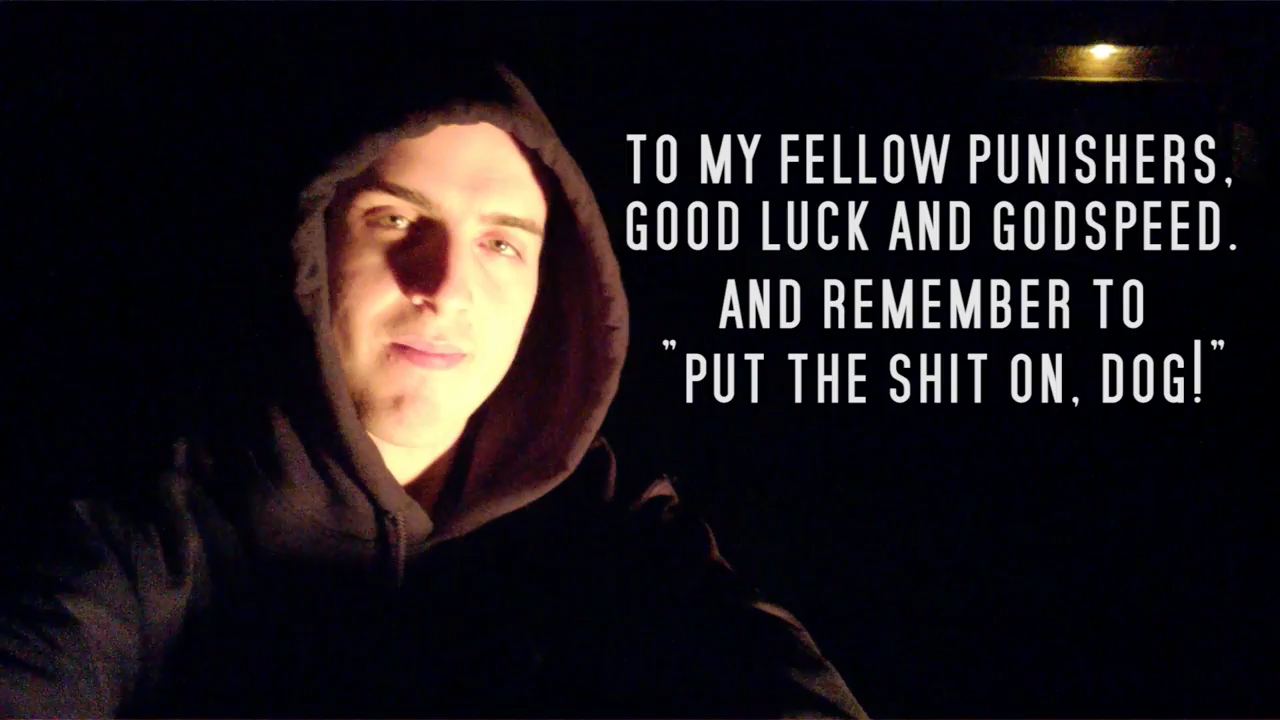 TO MY FELLOW PUNISHERS,
GOOD LUCK AND GODSPEED.
AND REMEMBER TO
"PUT THE SHIT ON, DOG!"